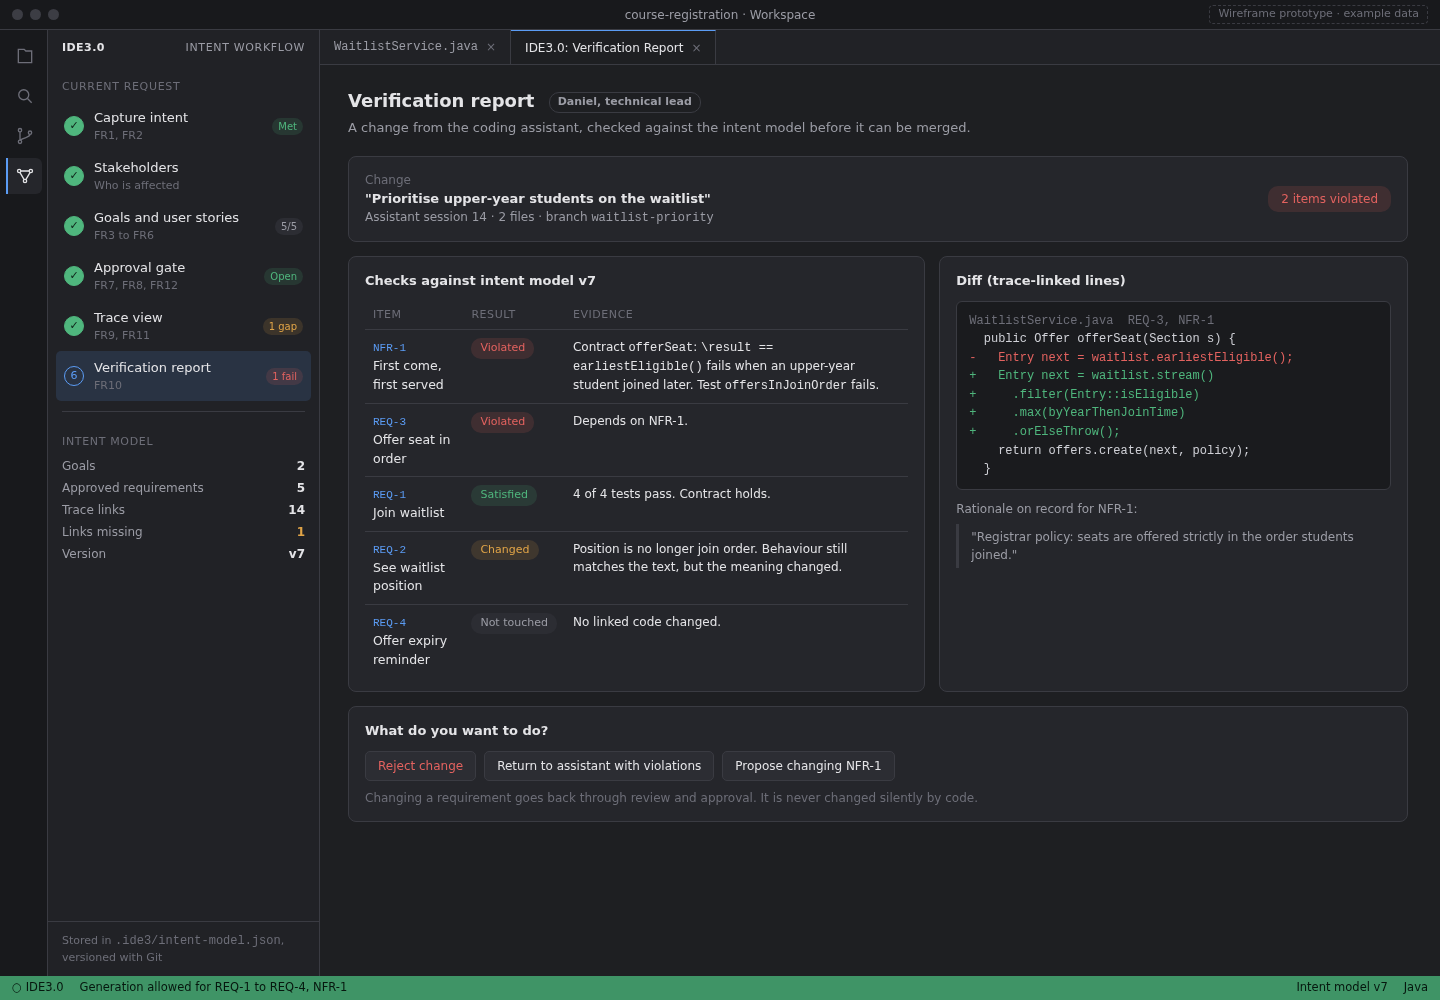 course-registration · Workspace
Wireframe prototype · example data
IDE3.0
INTENT WORKFLOW
CURRENT REQUEST
✓ Capture intent
FR1, FR2
Met
✓ Stakeholders
Who is affected
✓ Goals and user stories
FR3 to FR6
5/5
✓ Approval gate
FR7, FR8, FR12
Open
✓ Trace view
FR9, FR11
1 gap
6 Verification report
FR10
1 fail
INTENT MODEL
Goals 2
Approved requirements 5
Trace links 14
Links missing 1
Version v7
Stored in .ide3/intent-model.json,
versioned with Git
WaitlistService.java ×
IDE3.0: Verification Report ×
Verification report
Daniel, technical lead
A change from the coding assistant, checked against the intent model before it can be merged.
Change
"Prioritise upper-year students on the waitlist"
Assistant session 14 · 2 files · branch waitlist-priority
2 items violated
Checks against intent model v7
ITEM RESULT EVIDENCE
NFR-1
First come,
first served
Violated
Contract offerSeat: \result ==
earliestEligible() fails when an upper-year
student joined later. Test offersInJoinOrder fails.
REQ-3
Offer seat in
order
Violated
Depends on NFR-1.
REQ-1
Join waitlist
Satisfied
4 of 4 tests pass. Contract holds.
REQ-2
See waitlist
position
Changed
Position is no longer join order. Behaviour still
matches the text, but the meaning changed.
REQ-4
Offer expiry
reminder
Not touched
No linked code changed.
Diff (trace-linked lines)
WaitlistService.java  REQ-3, NFR-1
  public Offer offerSeat(Section s) {
-   Entry next = waitlist.earliestEligible();
+   Entry next = waitlist.stream()
+     .filter(Entry::isEligible)
+     .max(byYearThenJoinTime)
+     .orElseThrow();
    return offers.create(next, policy);
  }
Rationale on record for NFR-1:
"Registrar policy: seats are offered strictly in the order students
joined."
What do you want to do?
Reject change
Return to assistant with violations
Propose changing NFR-1
Changing a requirement goes back through review and approval. It is never changed silently by code.
IDE3.0
Generation allowed for REQ-1 to REQ-4, NFR-1
Intent model v7
Java